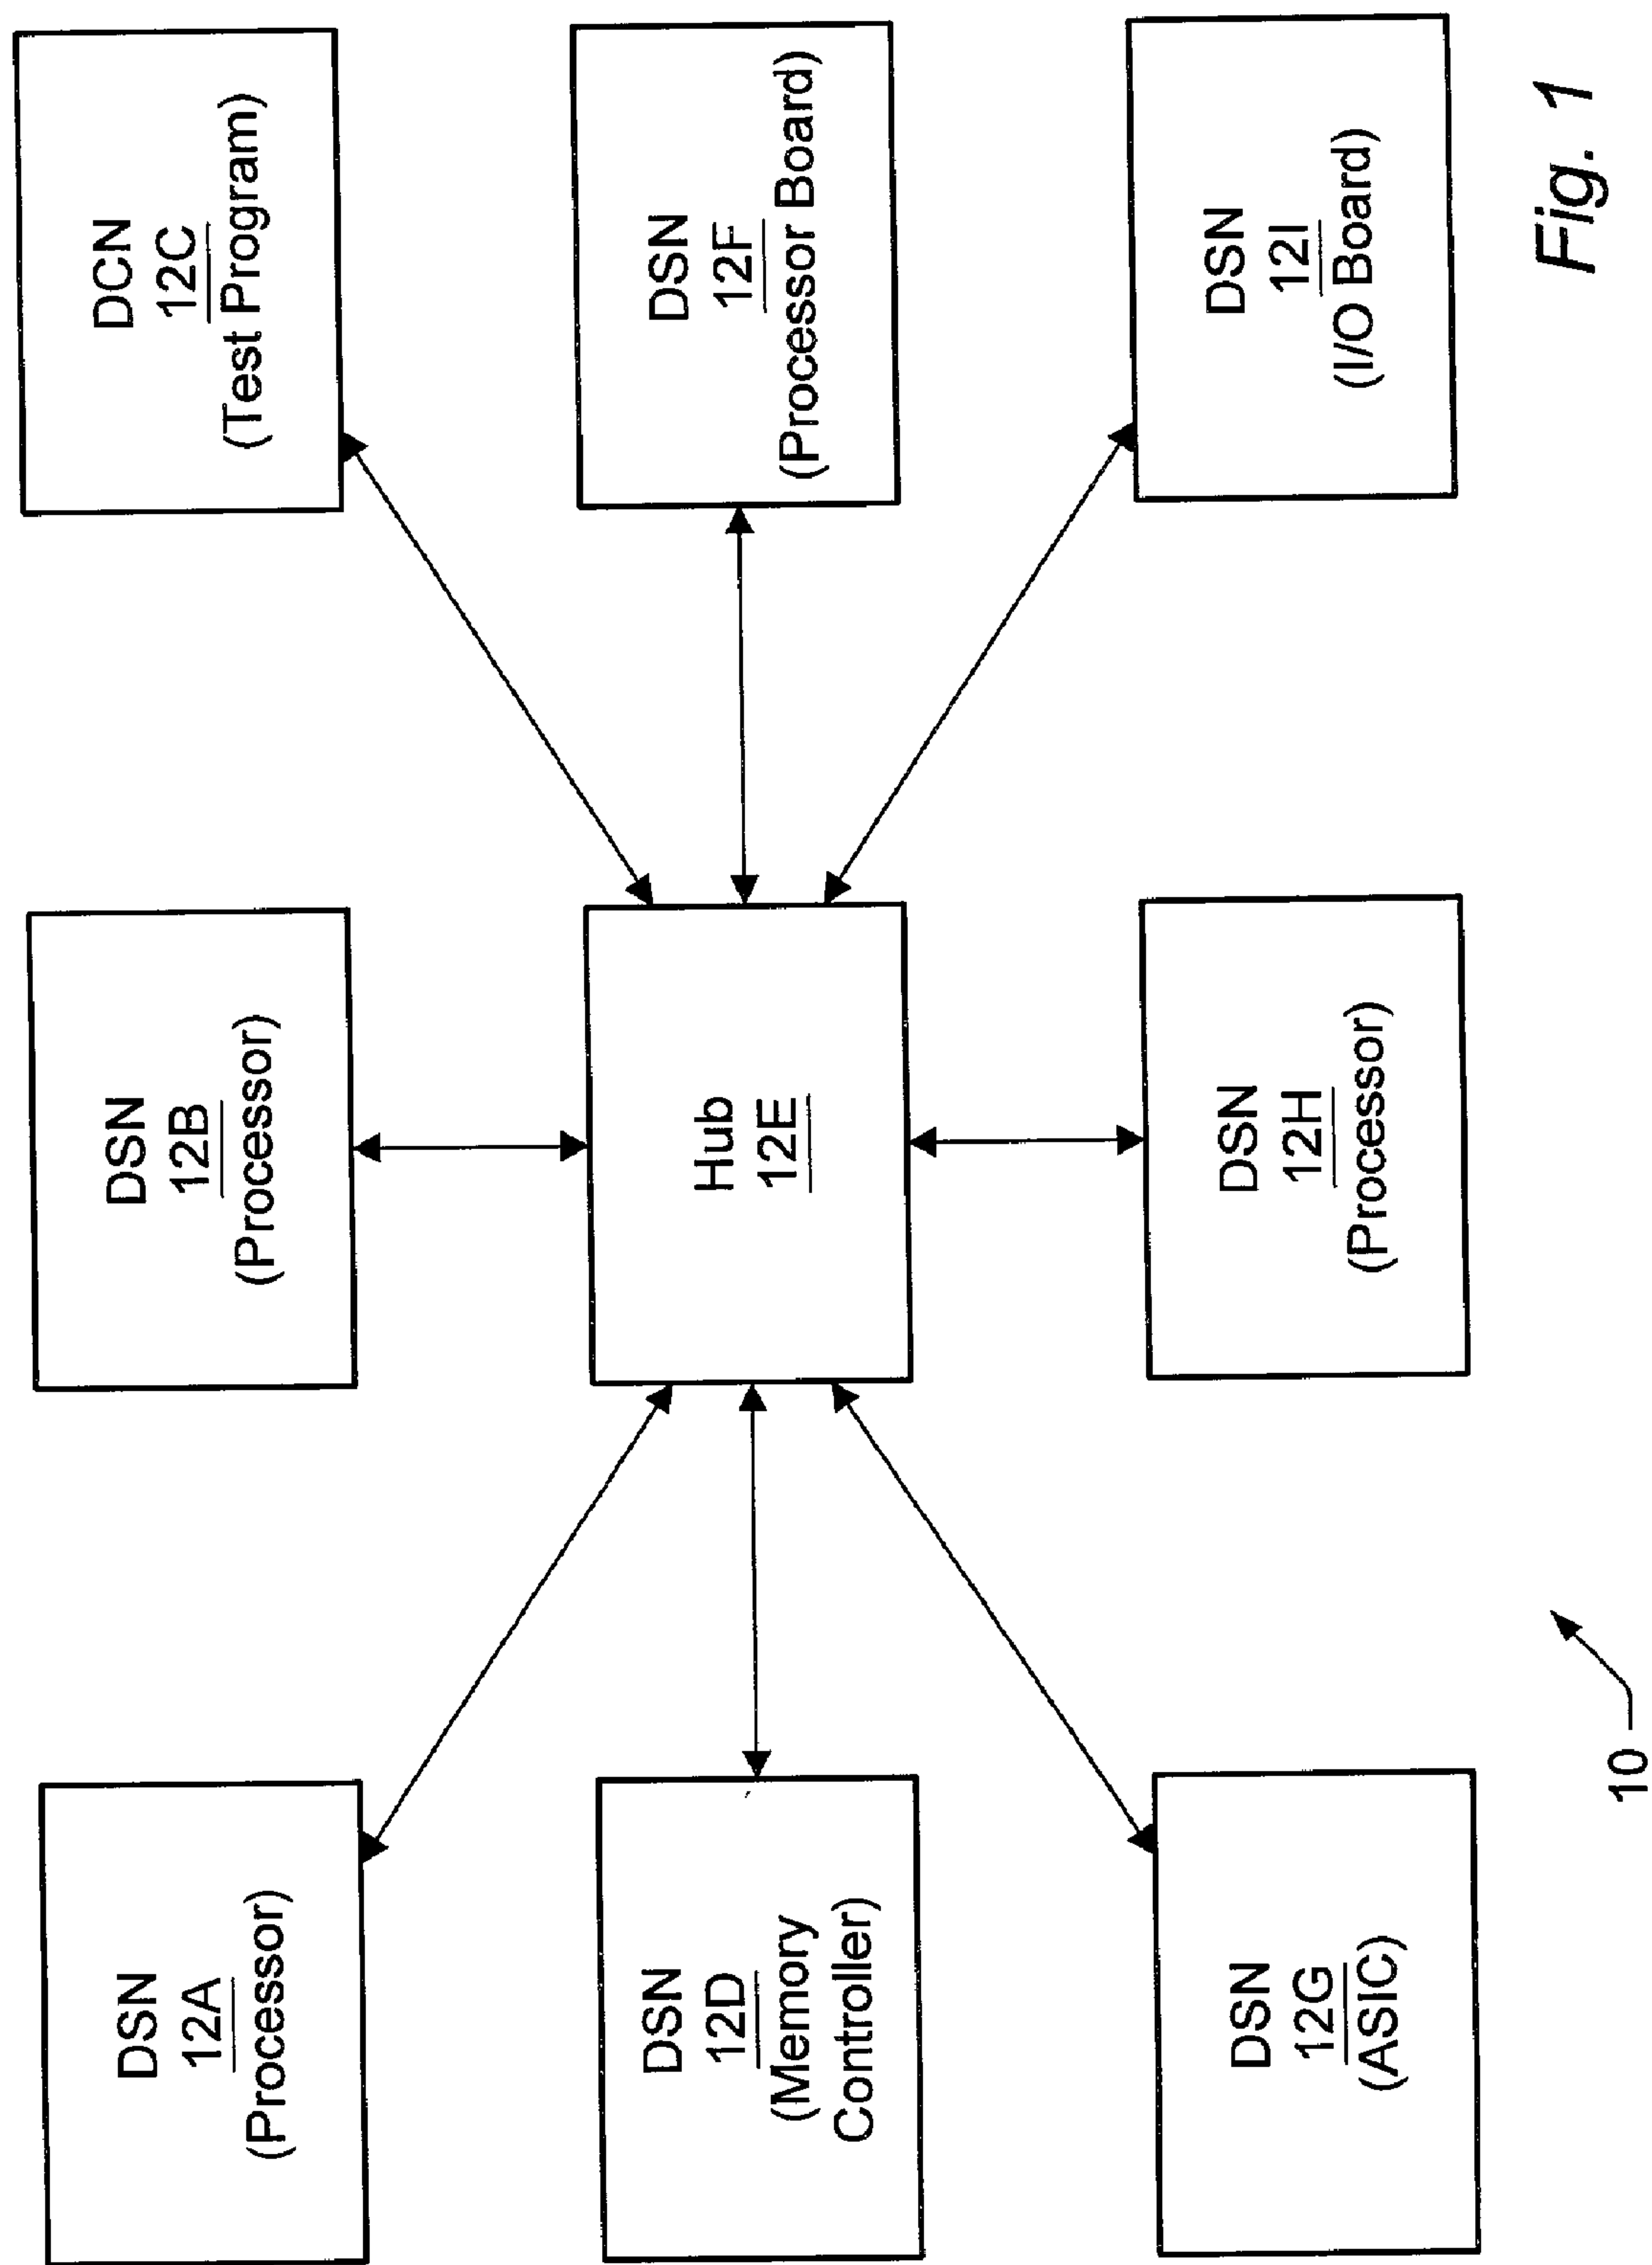 DSN
12A
(Processor)
DSN
12B
(Processor)
DCN
12C
(Test Program)
DSN
12D
(Memory
Controller)
Hub
12E
DSN
12F
(Processor Board)
DSN
12G
(ASIC)
DSN
12H
(Processor)
DSN
12I
(I/O Board)
10
Fig. 1